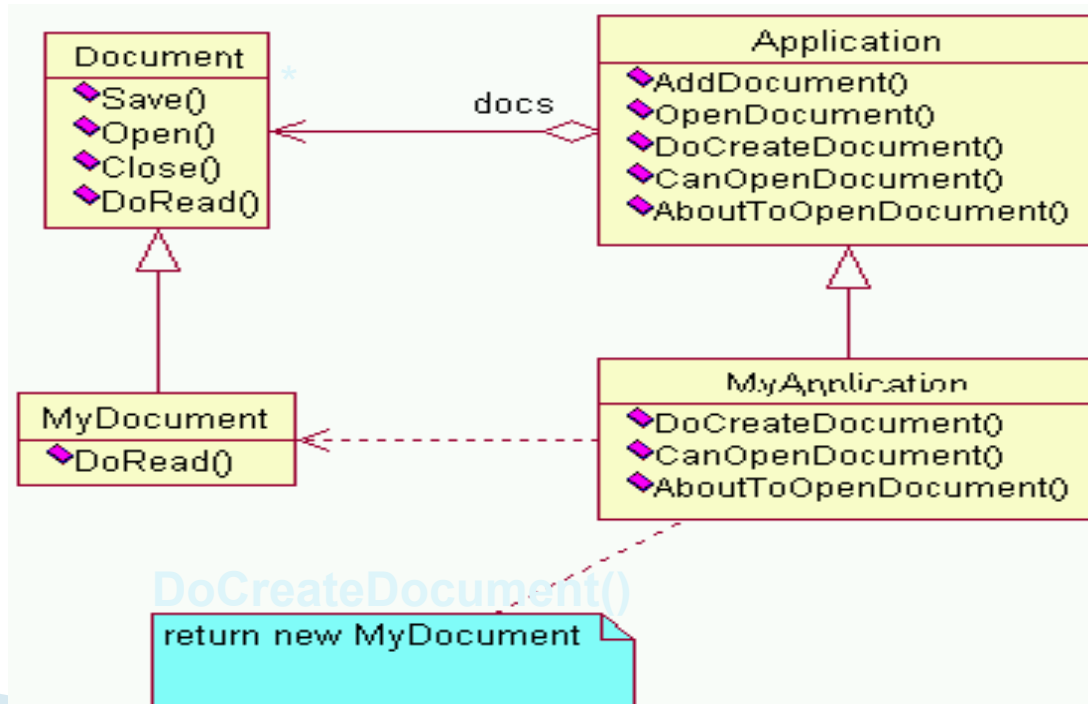 Document
Save()
Open()
Close()
DoRead()
*
docs
Application
AddDocument()
OpenDocument()
DoCreateDocument()
CanOpenDocument()
AboutToOpenDocument()
MyDocument
DoRead()
MyApplication
DoCreateDocument()
CanOpenDocument()
AboutToOpenDocument()
DoCreateDocument()
return new MyDocument